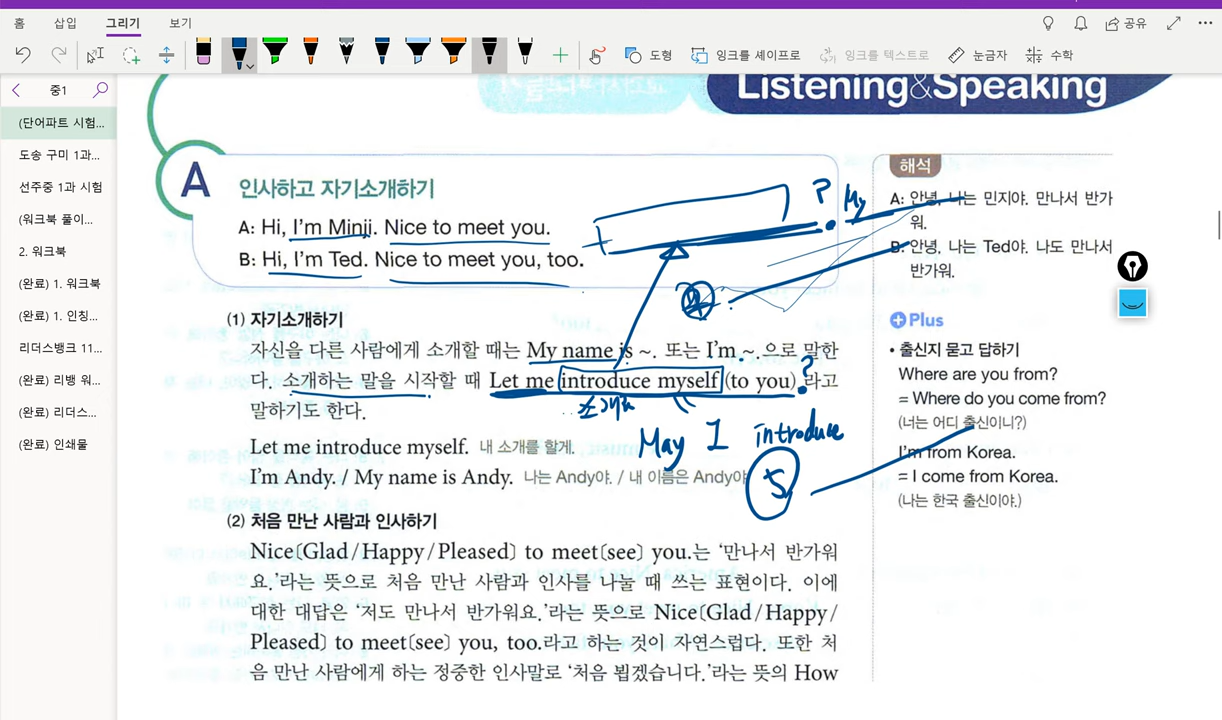 홈 삽입 그리기 보기
공유
도형 잉크를 셰이프로 잉크를 텍스트로 눈금자 수학
중1
(단어파트 시험...
도송 구미 1과...
선주중 1과 시험
(워크북 풀이...
2. 워크북
(완료) 1. 워크북
(완료) 1. 인칭...
리더스뱅크 11...
(완료) 리뱅 워...
(완료) 리더스...
(완료) 인쇄물
Listening&Speaking
A 인사하고 자기소개하기
A: Hi, I'm Minji. Nice to meet you.
B: Hi, I'm Ted. Nice to meet you, too.
? My
(1) 자기소개하기
자신을 다른 사람에게 소개할 때는 My name is ~. 또는 I'm ~.으로 말한
다. 소개하는 말을 시작할 때 Let me introduce myself (to you).라고
말하기도 한다.
?
May I introduce
Let me introduce myself. 내 소개를 할게.
I'm Andy. / My name is Andy. 나는 Andy야. / 내 이름은 Andy야
5
(2) 처음 만난 사람과 인사하기
Nice(Glad/Happy/Pleased) to meet(see) you.는 '만나서 반가워
요.'라는 뜻으로 처음 만난 사람과 인사를 나눌 때 쓰는 표현이다. 이에
대한 대답은 '저도 만나서 반가워요.'라는 뜻으로 Nice(Glad/Happy/
Pleased) to meet(see) you, too.라고 하는 것이 자연스럽다. 또한 처
음 만난 사람에게 하는 정중한 인사말로 '처음 뵙겠습니다.'라는 뜻의 How
해석
A: 안녕, 나는 민지야. 만나서 반가
워.
B: 안녕, 나는 Ted야. 나도 만나서
반가워.
Plus
• 출신지 묻고 답하기
Where are you from?
= Where do you come from?
(너는 어디 출신이니?)
I'm from Korea.
= I come from Korea.
(나는 한국 출신이야.)